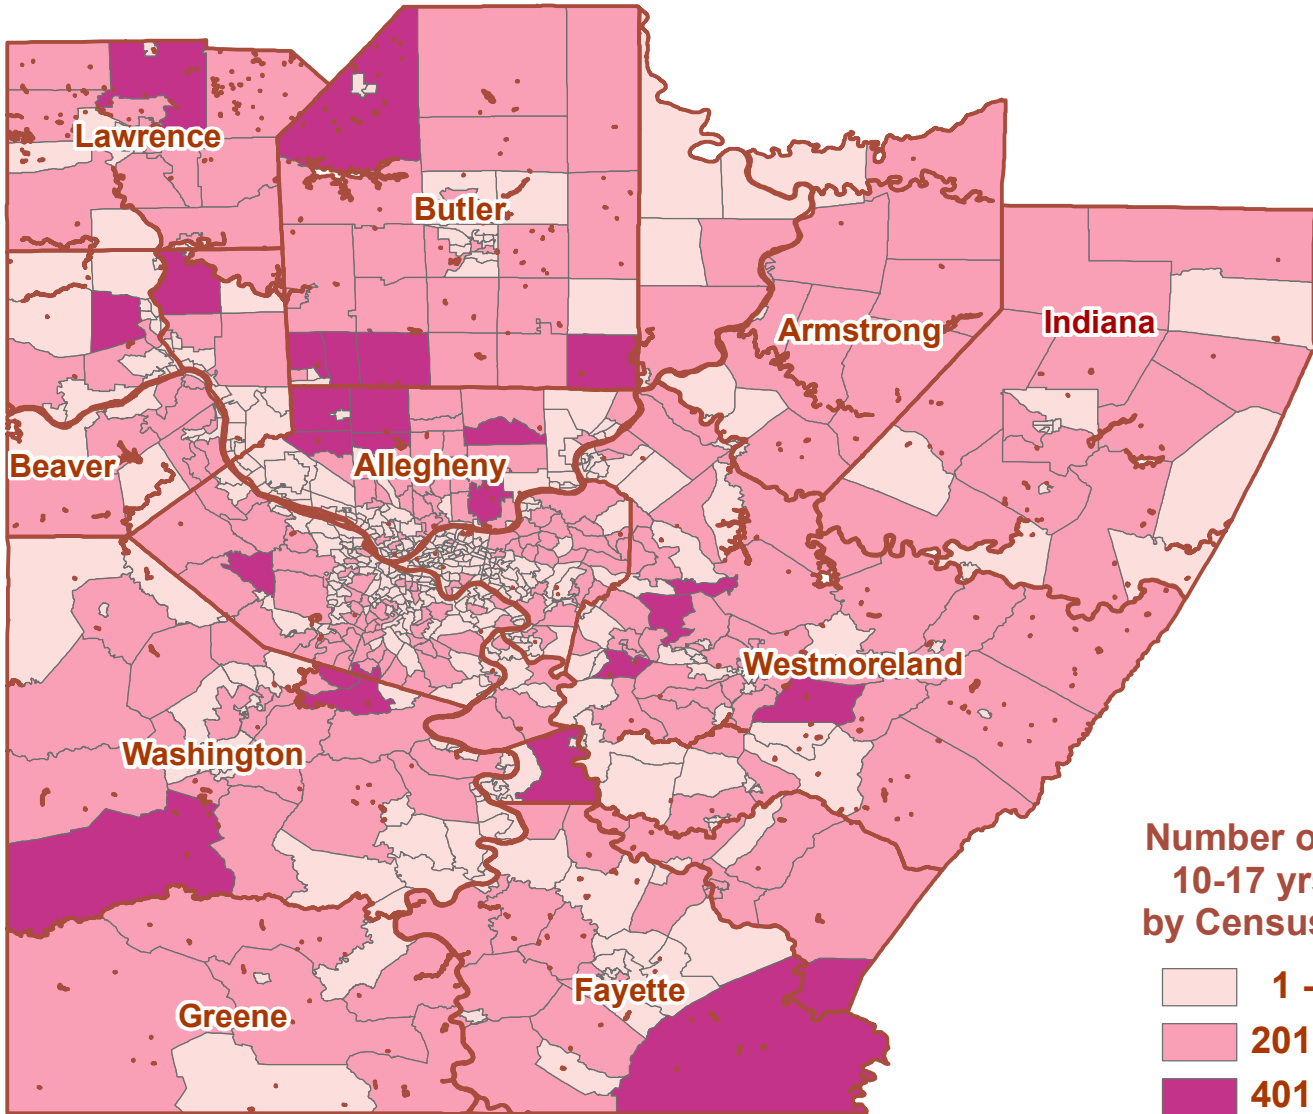 Lawrence
Butler
Armstrong
Indiana
Beaver
Allegheny
Westmoreland
Washington
Fayette
Greene
Number o
10-17 yr
by Census
1 -
201
401